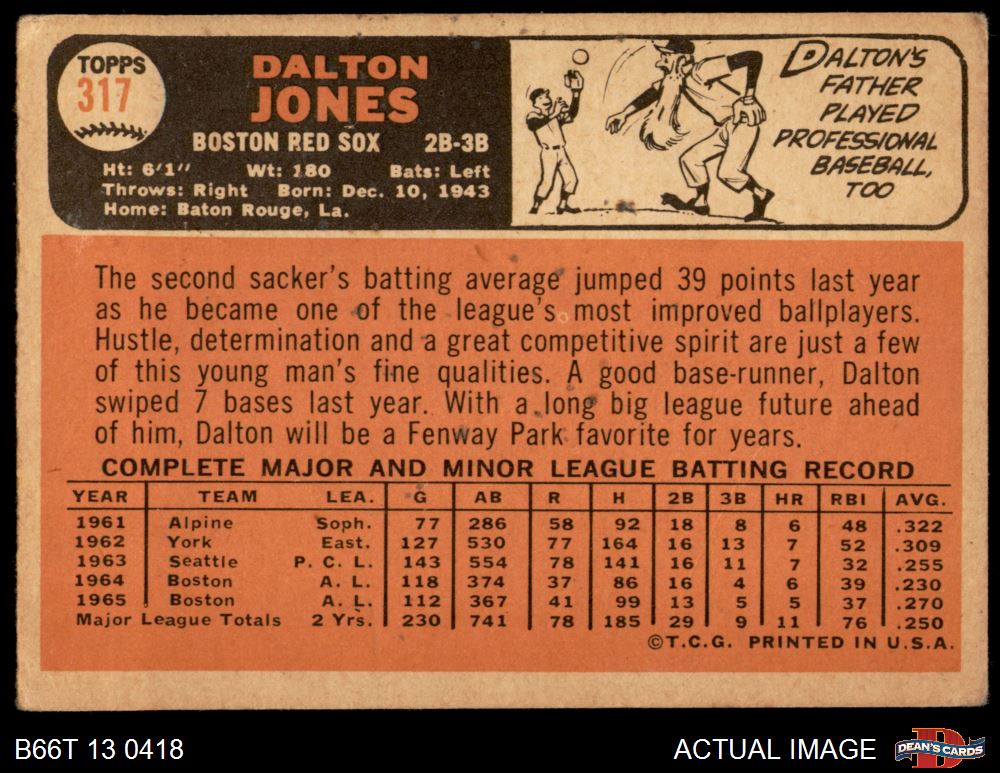 TOPPS
317
DALTON
JONES
BOSTON RED SOX 2B-3B
Ht: 6'1" Wt: 180 Bats: Left
Throws: Right Born: Dec. 10, 1943
Home: Baton Rouge, La.
DALTON'S
FATHER
PLAYED
PROFESSIONAL
BASEBALL,
TOO
The second sacker's batting average jumped 39 points last year
as he became one of the league's most improved ballplayers.
Hustle, determination and a great competitive spirit are just a few
of this young man's fine qualities. A good base-runner, Dalton
swiped 7 bases last year. With a long big league future ahead
of him, Dalton will be a Fenway Park favorite for years.
COMPLETE MAJOR AND MINOR LEAGUE BATTING RECORD
YEAR TEAM LEA. G AB R H 2B 3B HR RBI AVG.
1961 Alpine Soph. 77 286 58 92 18 8 6 48 .322
1962 York East. 127 530 77 164 16 13 7 52 .309
1963 Seattle P. C. L. 143 554 78 141 16 11 7 32 .255
1964 Boston A. L. 118 374 37 86 16 4 6 39 .230
1965 Boston A. L. 112 367 41 99 13 5 5 37 .270
Major League Totals 2 Yrs. 230 741 78 185 29 9 11 76 .250
©T.C.G. PRINTED IN U.S.A.
B66T 13 0418
ACTUAL IMAGE
DEAN'S CARDS